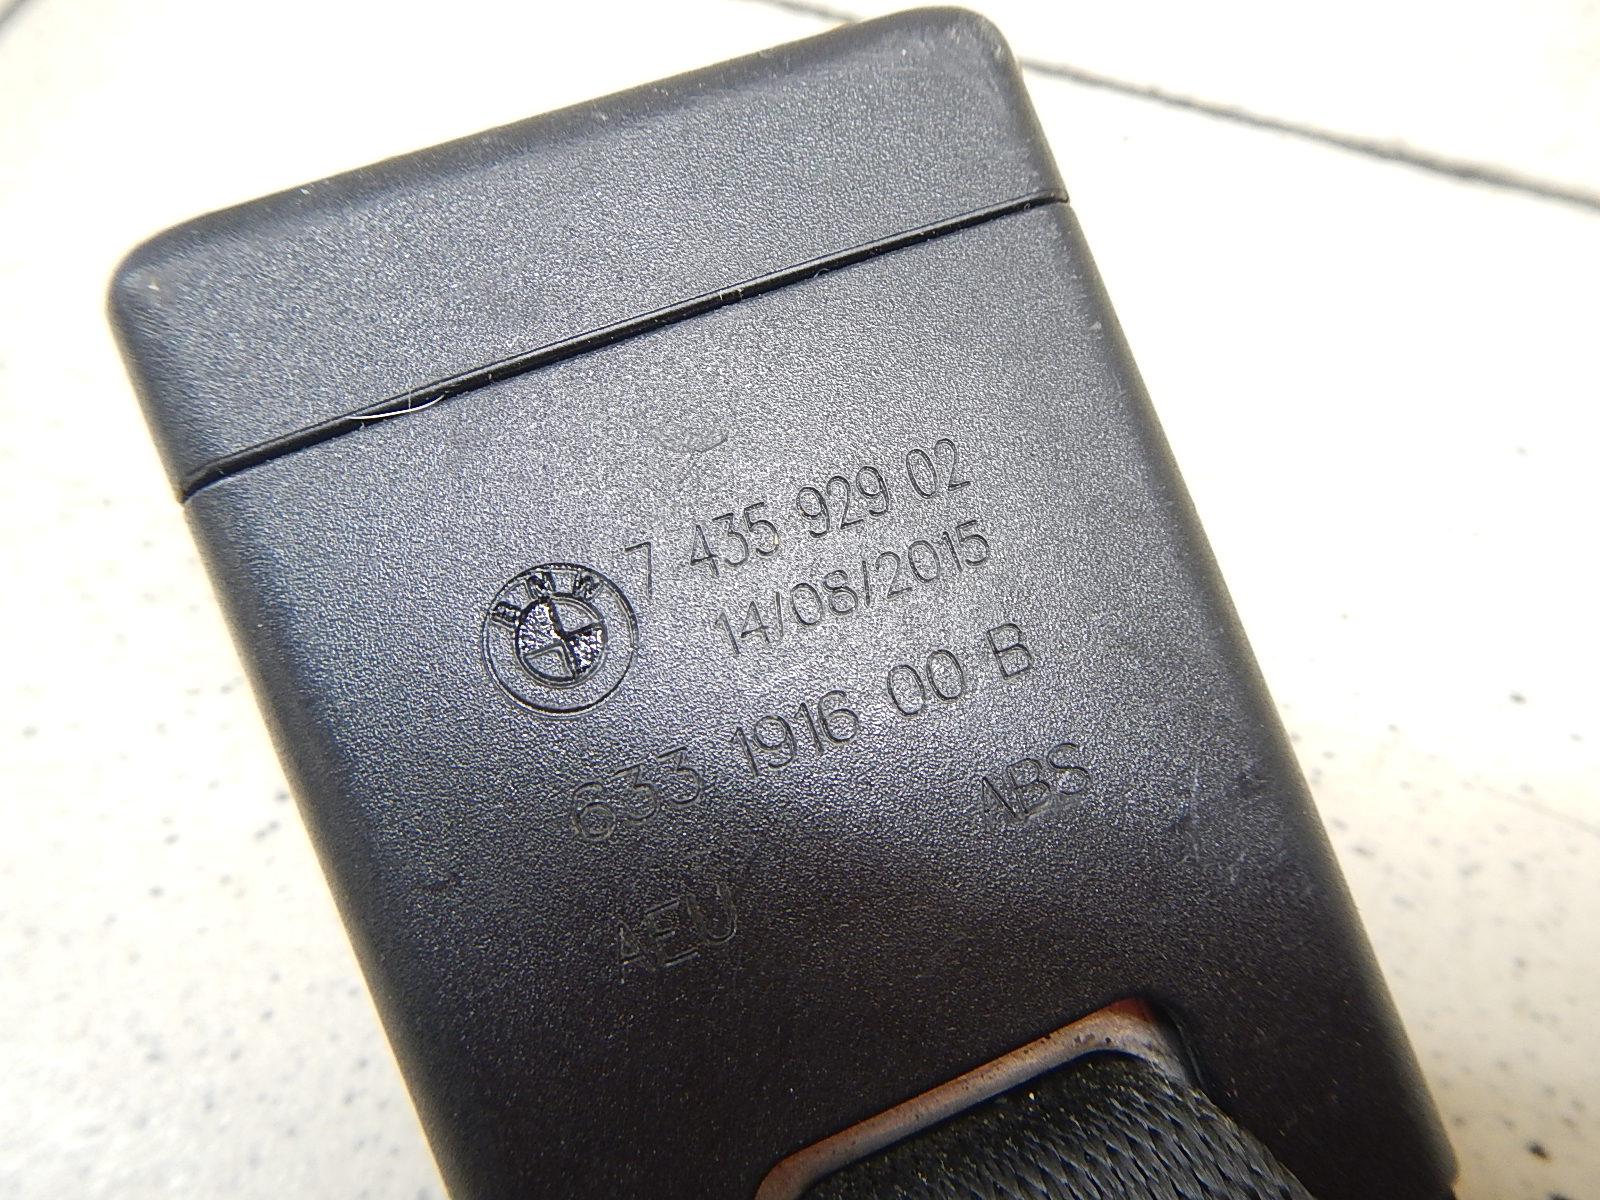 BMW
7 435 929 02
14/08/2015
633 1916 00 B
ABS
AEU